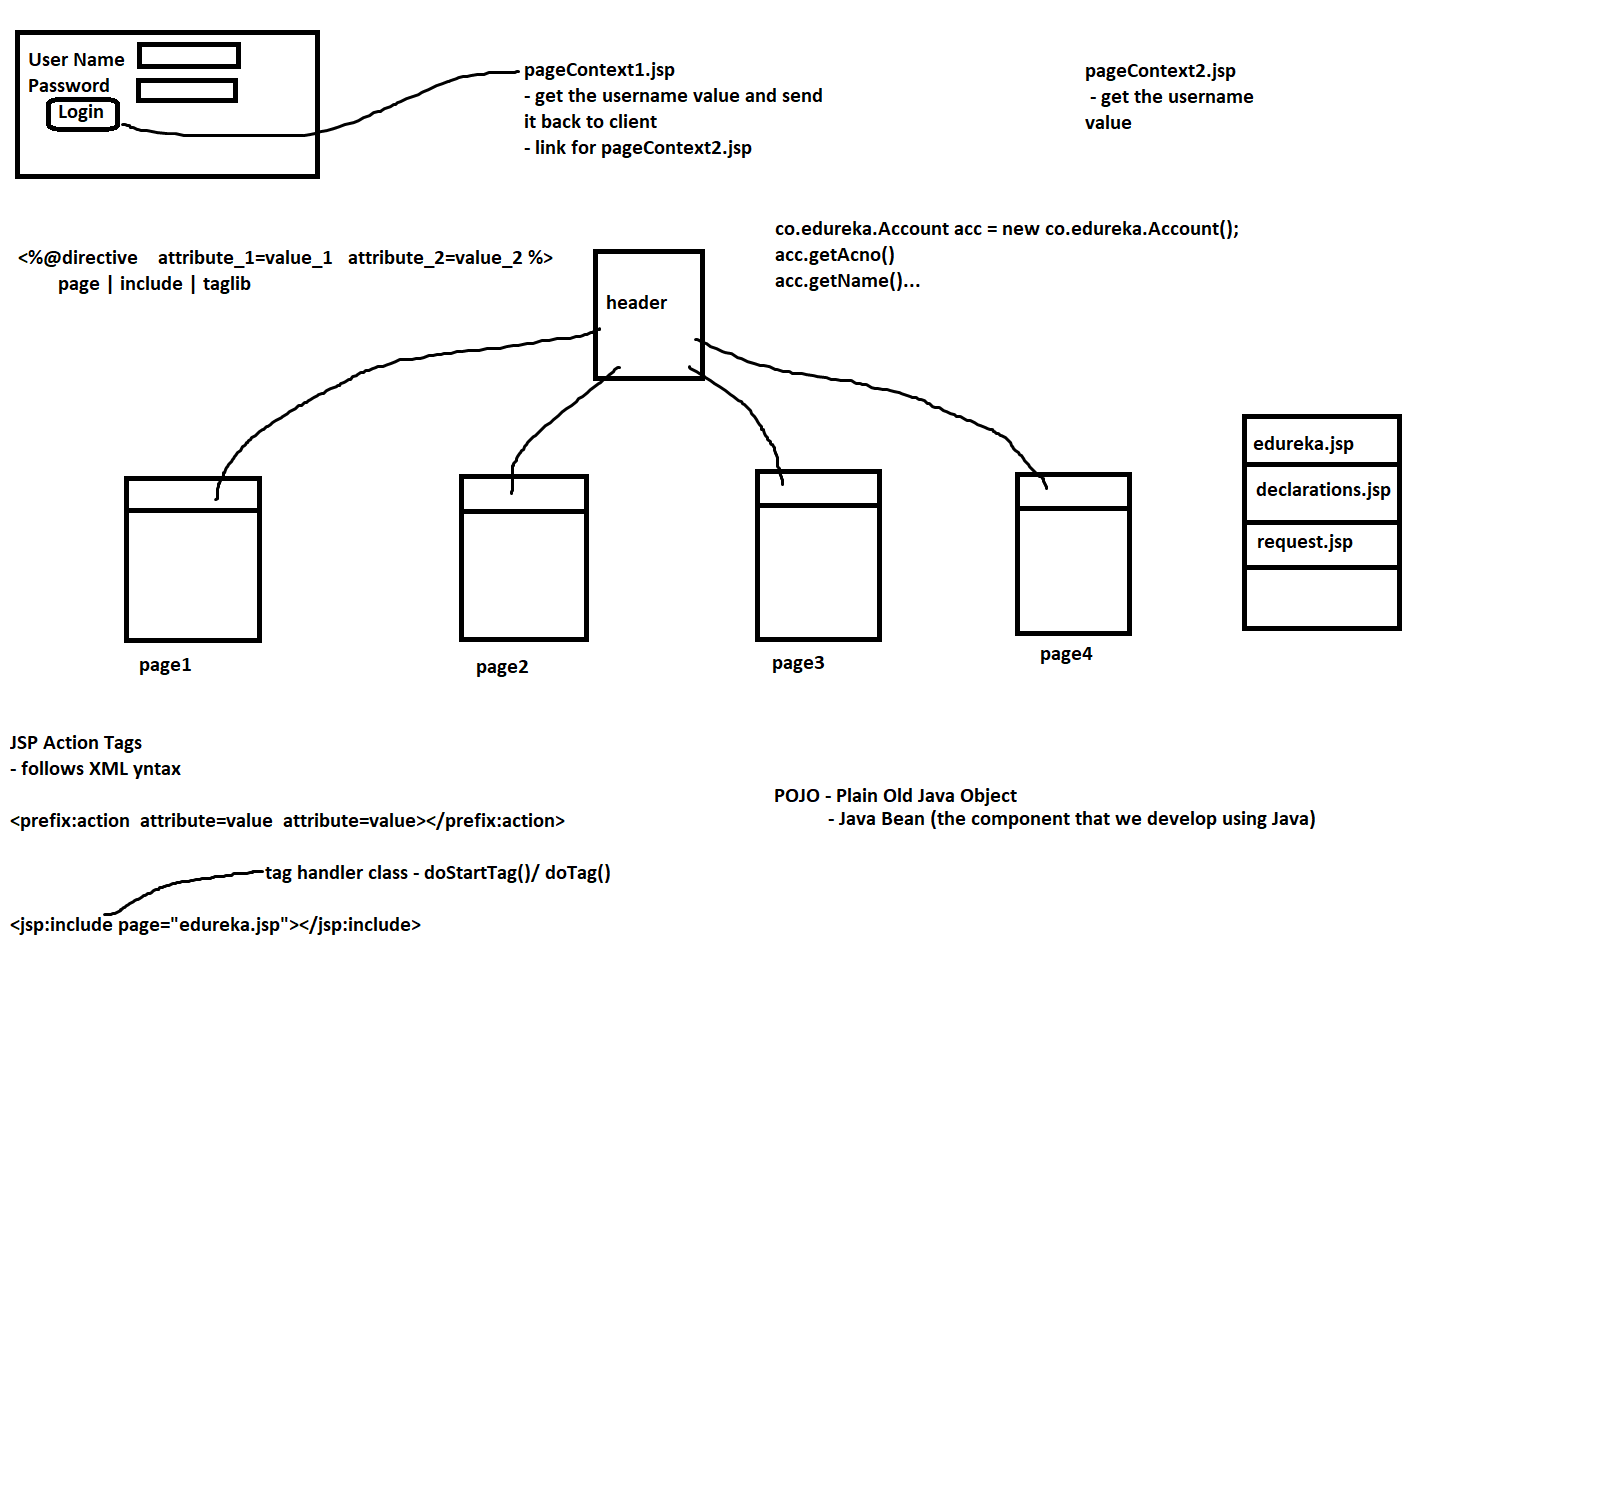 User Name
Password
Login
pageContext1.jsp
- get the username value and send
it back to client
- link for pageContext2.jsp
pageContext2.jsp
- get the username
value
<%@directive    attribute_1=value_1   attribute_2=value_2 %>
page | include | taglib
co.edureka.Account acc = new co.edureka.Account();
acc.getAcno()
acc.getName()...
header
edureka.jsp
declarations.jsp
request.jsp
page1
page2
page3
page4
JSP Action Tags
- follows XML yntax
<prefix:action  attribute=value  attribute=value></prefix:action>
tag handler class - doStartTag()/ doTag()
<jsp:include page="edureka.jsp"></jsp:include>
POJO - Plain Old Java Object
- Java Bean (the component that we develop using Java)